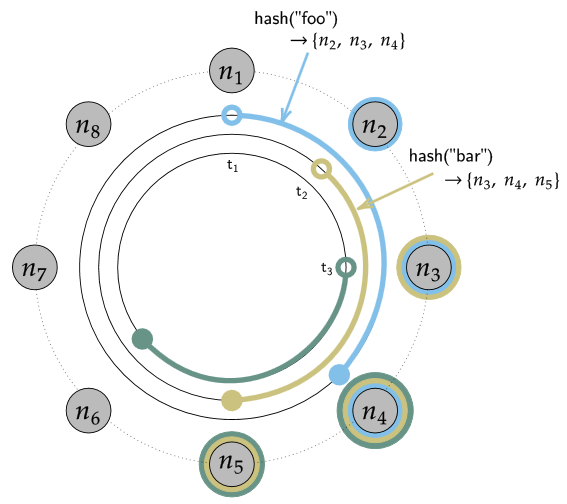 hash("foo")
→ {n₂, n₃, n₄}
n₁
n₈
n₂
hash("bar")
→ {n₃, n₄, n₅}
t₁
t₂
n₇
t₃
n₃
n₆
n₄
n₅